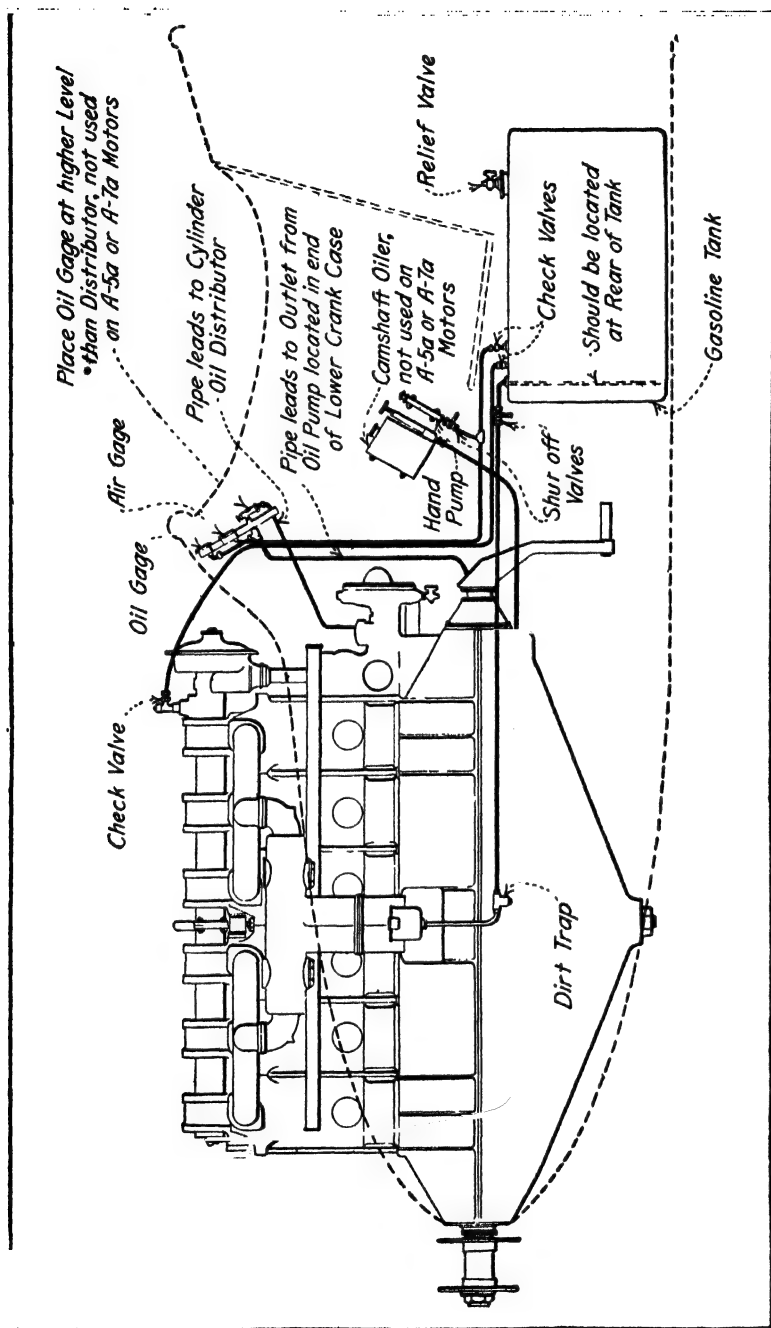 Place Oil Gage at higher Level
than Distributor, not used
on A-5a or A-7a Motors
Air Gage
Oil Gage
Check Valve
Pipe leads to Cylinder
Oil Distributor
Pipe leads to Outlet from
Oil Pump located in end
of Lower Crank Case
Camshaft Oiler,
not used on
A-5a or A-7a
Motors
Hand
Pump
Relief Valve
Check Valves
Should be located
at Rear of Tank
Shut off
Valves
Gasoline Tank
Dirt Trap